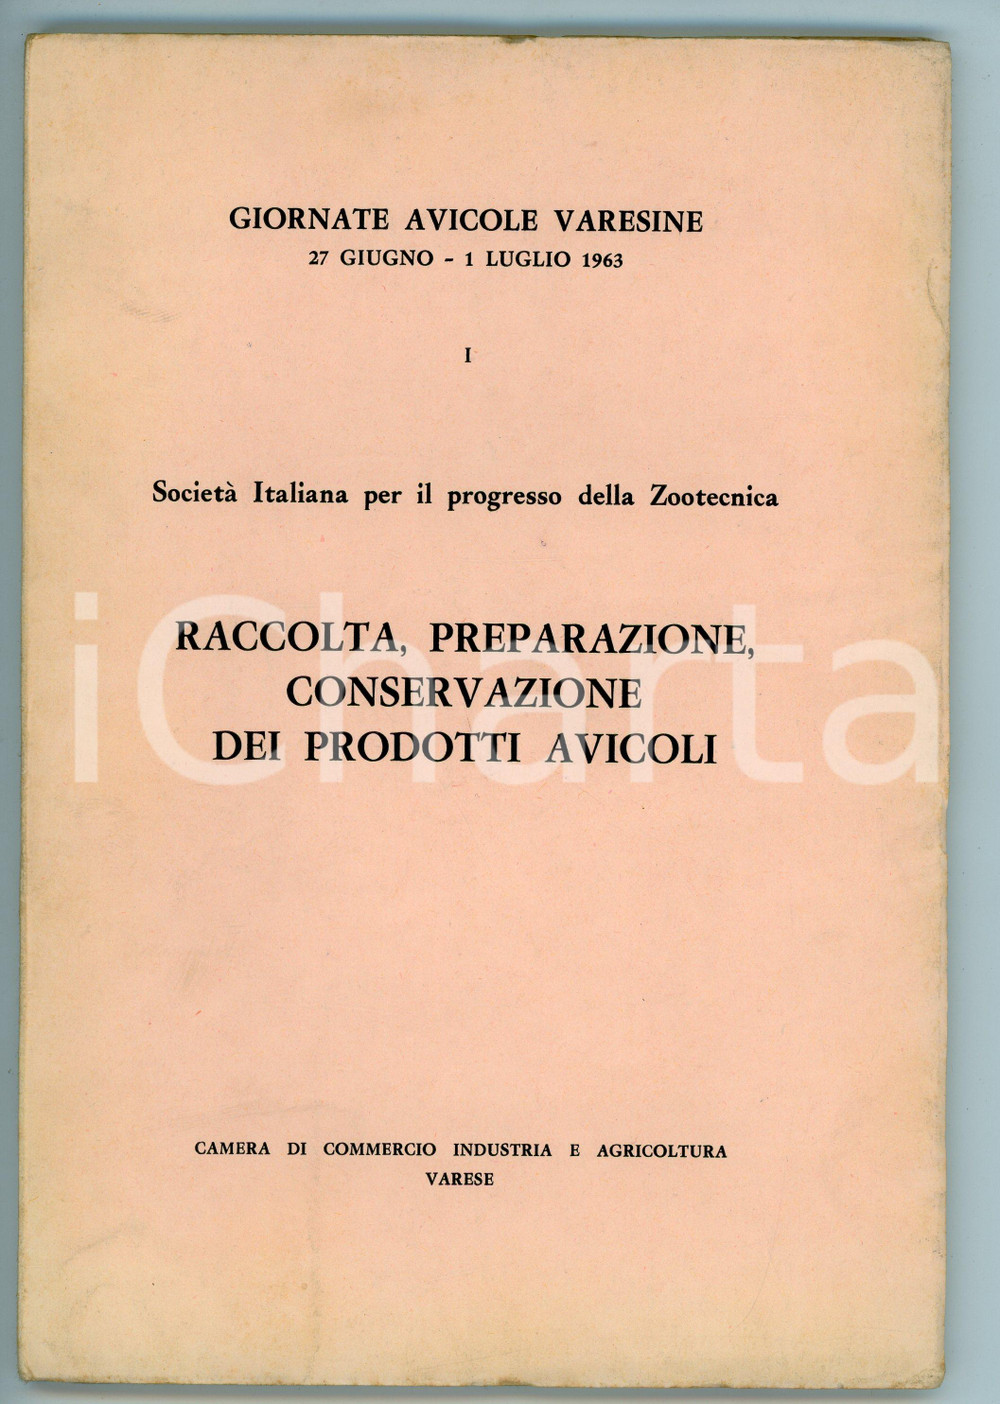 GIORNATE AVICOLE VARESINE
27 GIUGNO - 1 LUGLIO 1963
I
Società Italiana per il progresso della Zootecnica
RACCOLTA, PREPARAZIONE,
CONSERVAZIONE
DEI PRODOTTI AVICOLI
iCharta
CAMERA DI COMMERCIO INDUSTRIA E AGRICOLTURA
VARESE